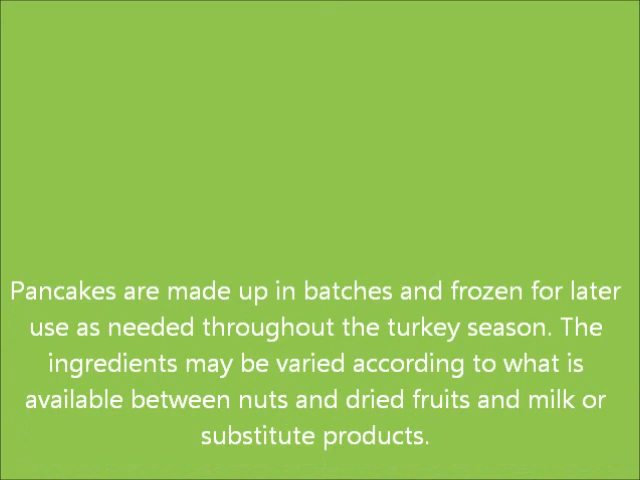 Pancakes are made up in batches and frozen for later
use as needed throughout the turkey season. The
ingredients may be varied according to what is
available between nuts and dried fruits and milk or
substitute products.